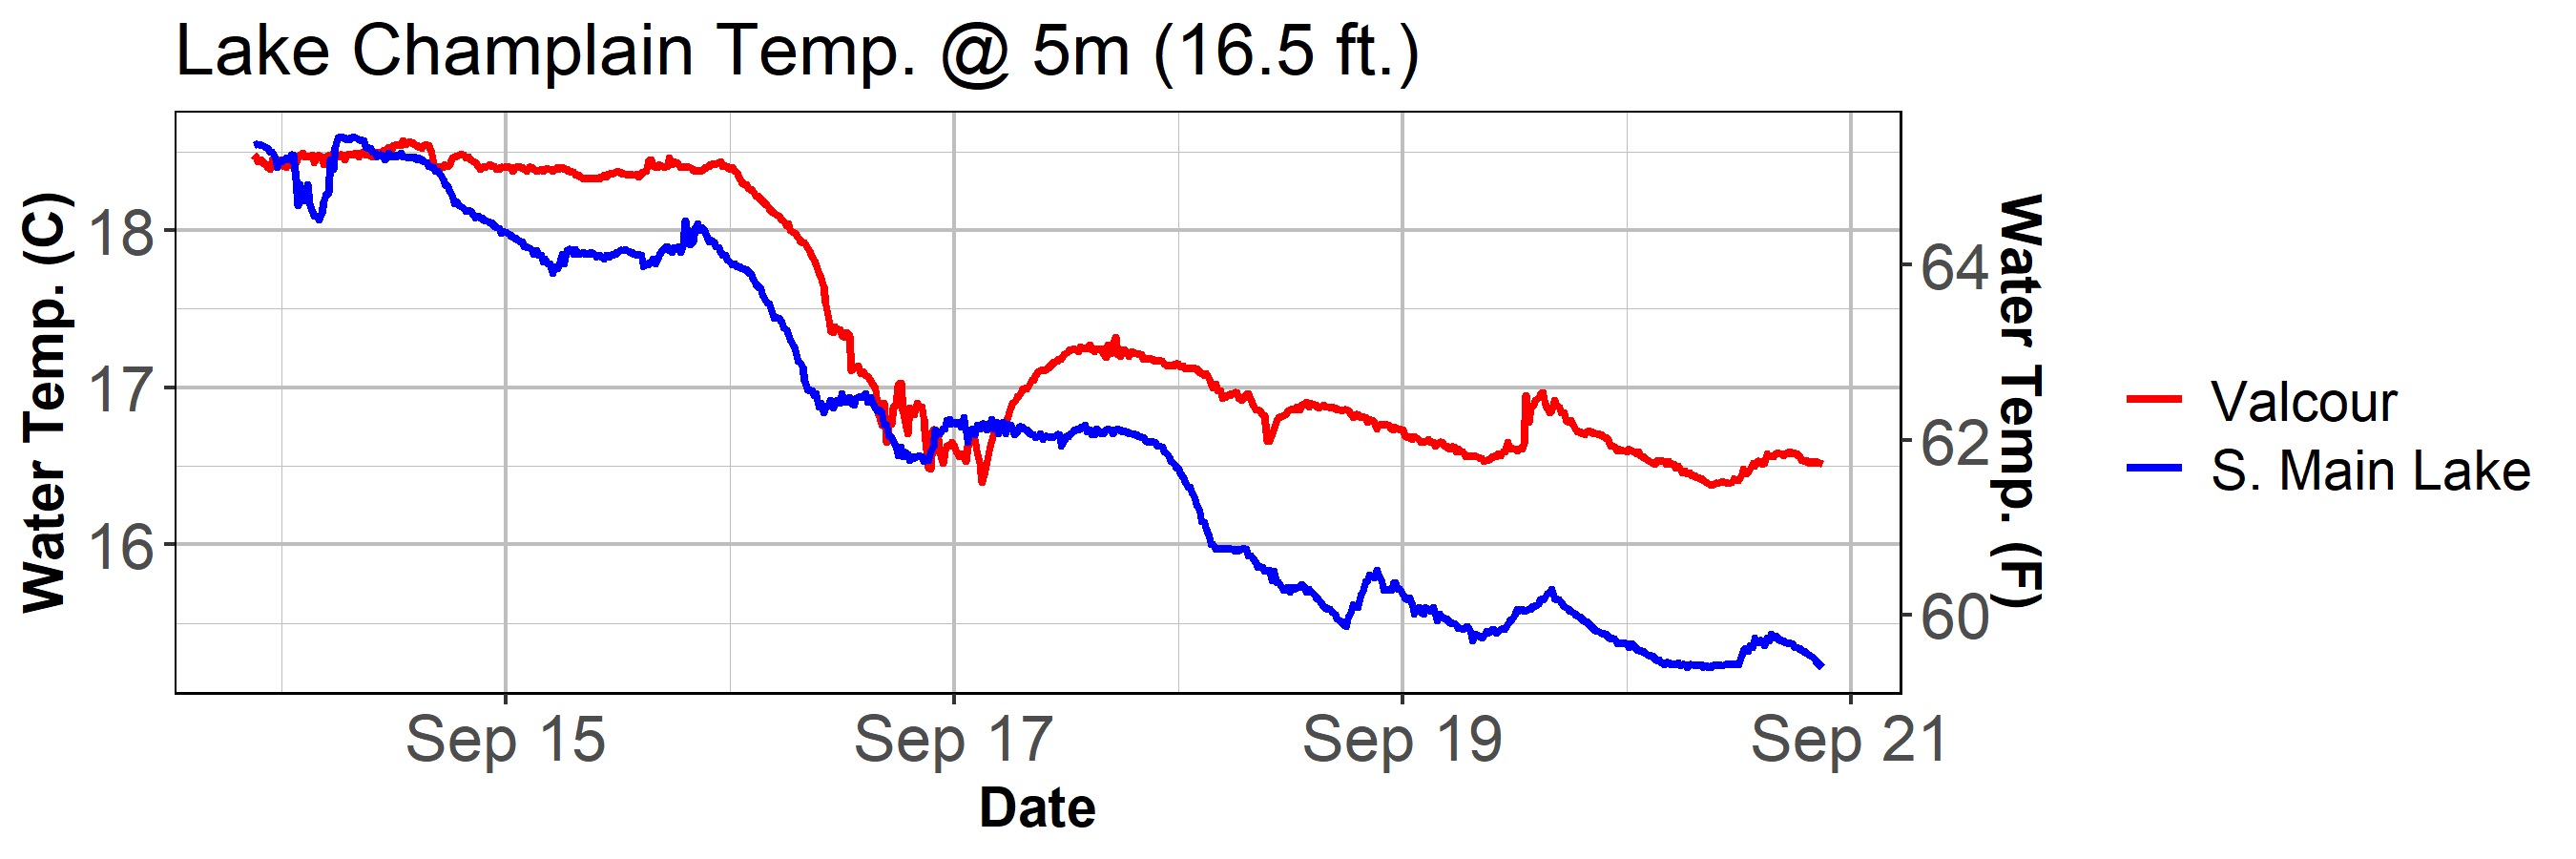 Lake Champlain Temp. @ 5m (16.5 ft.)
Water Temp. (C)
18
17
16
Water Temp. (F)
64
62
60
Sep 15
Sep 17
Sep 19
Sep 21
Date
Valcour
S. Main Lake